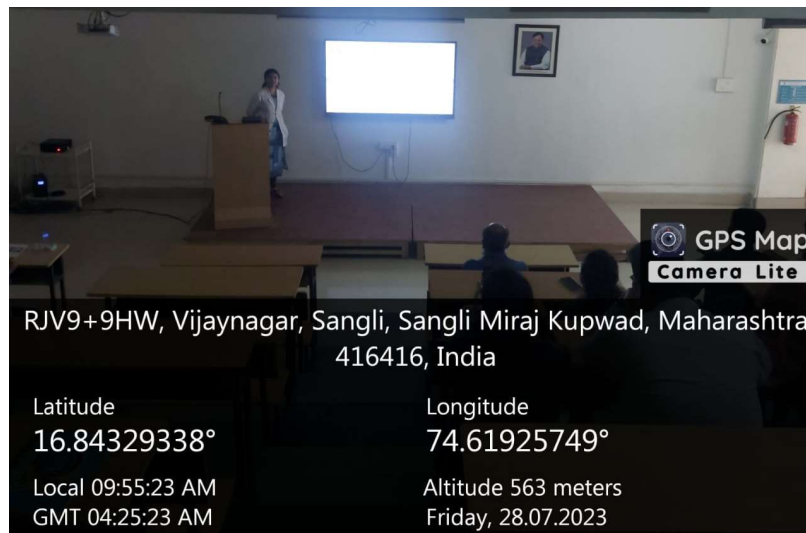 GPS Map
Camera Lite
RJV9+9HW, Vijaynagar, Sangli, Sangli Miraj Kupwad, Maharashtra
416416, India
Latitude
16.84329338°
Longitude
74.61925749°
Local 09:55:23 AM
GMT 04:25:23 AM
Altitude 563 meters
Friday, 28.07.2023